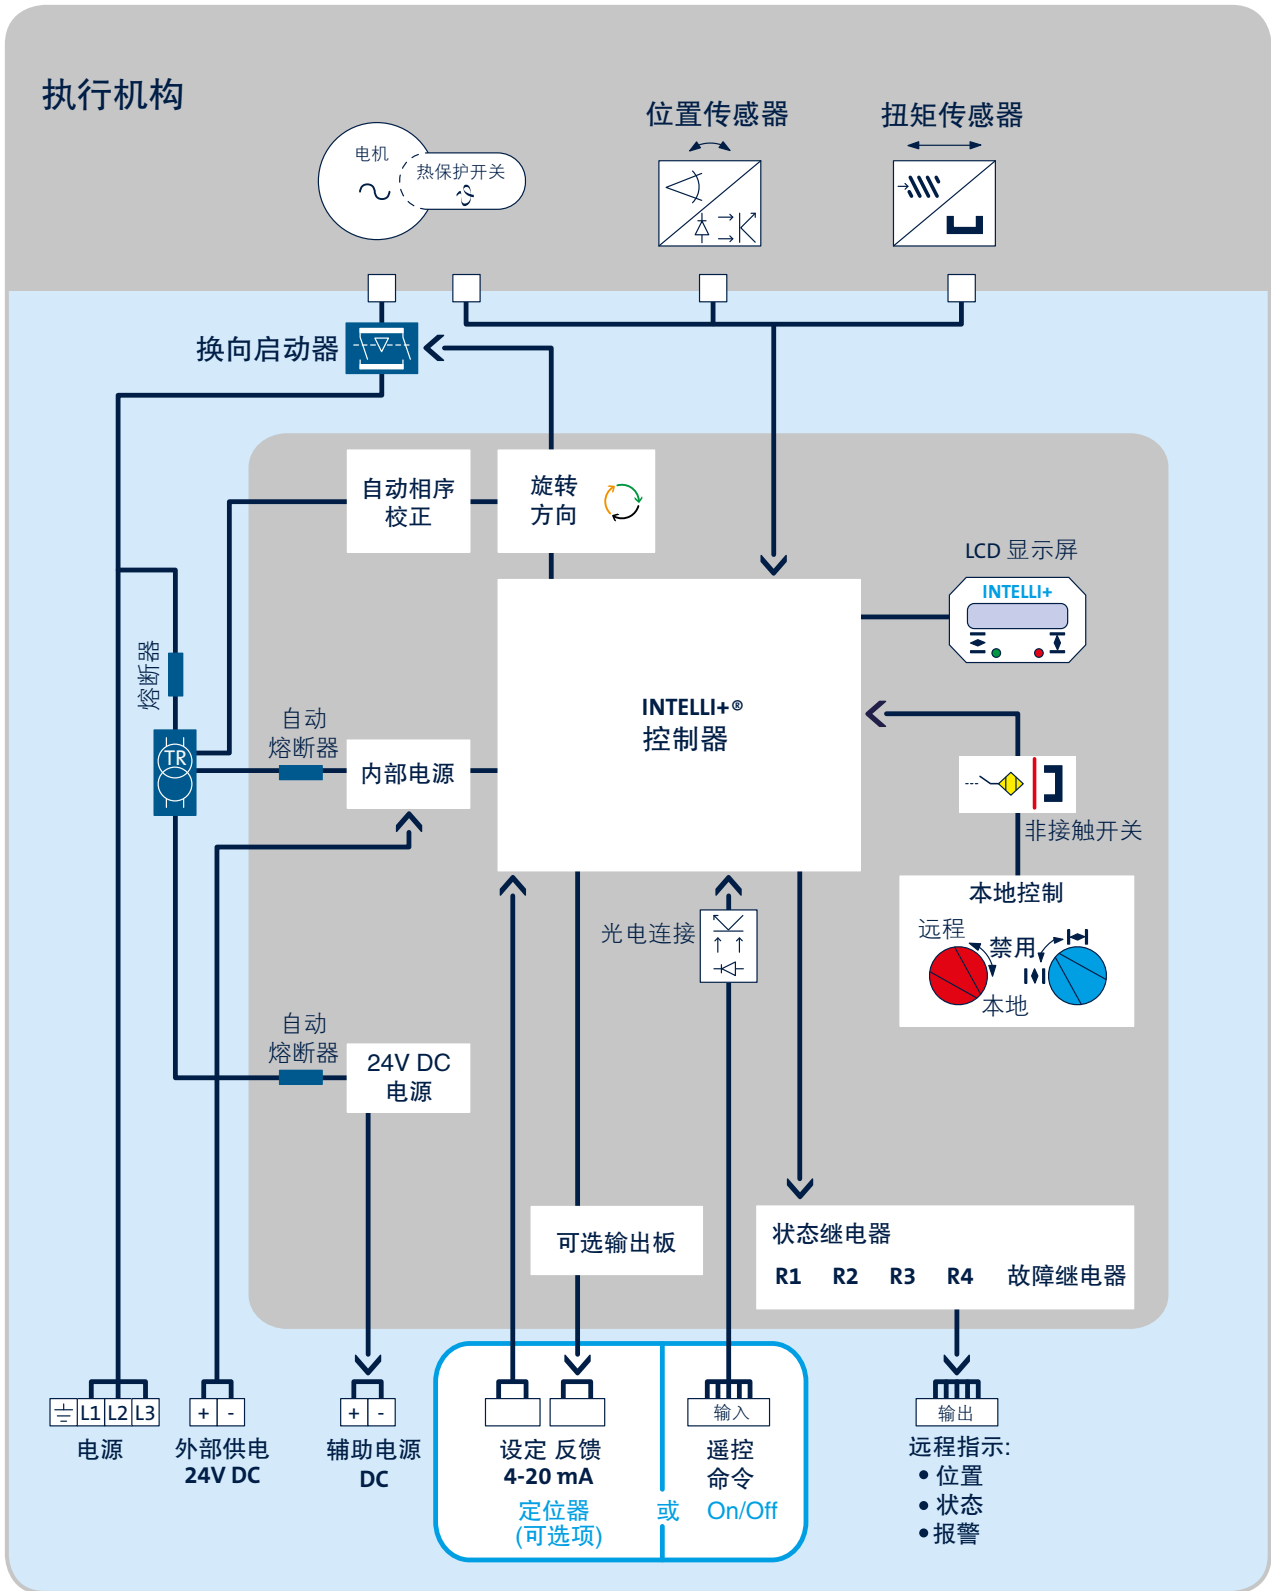 执行机构
电机
热保护开关
位置传感器
扭矩传感器
换向启动器
自动相序
校正
旋转
方向
LCD 显示屏
INTELLI+
熔断器
TR
自动
熔断器
内部电源
INTELLI+®
控制器
非接触开关
本地控制
远程
禁用
本地
光电连接
自动
熔断器
24V DC
电源
可选输出板
状态继电器
R1 R2 R3 R4 故障继电器
L1 L2 L3
电源
+ -
外部供电
24V DC
+ -
辅助电源
DC
设定 反馈
4-20 mA
定位器
(可选项)
或
输入
遥控
命令
On/Off
输出
远程指示:
• 位置
• 状态
• 报警